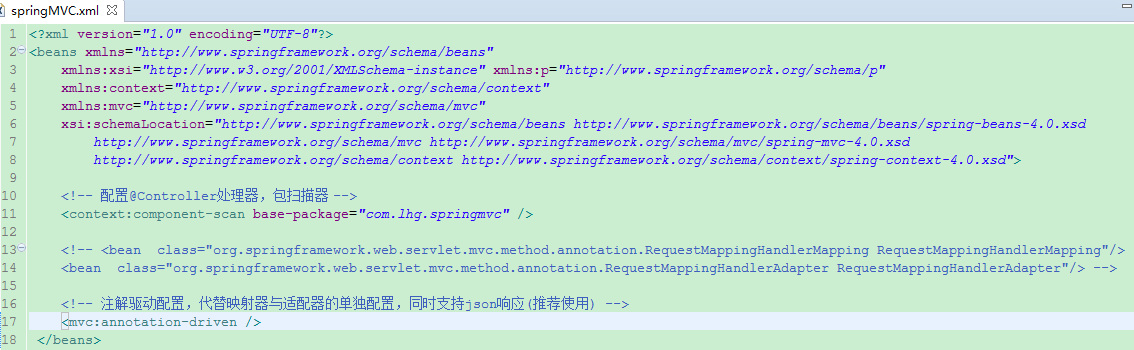 springMVC.xml
1 <?xml version="1.0" encoding="UTF-8"?>
2 <beans xmlns="http://www.springframework.org/schema/beans"
3 xmlns:xsi="http://www.w3.org/2001/XMLSchema-instance" xmlns:p="http://www.springframework.org/schema/p"
4 xmlns:context="http://www.springframework.org/schema/context"
5 xmlns:mvc="http://www.springframework.org/schema/mvc"
6 xsi:schemaLocation="http://www.springframework.org/schema/beans http://www.springframework.org/schema/beans/spring-beans-4.0.xsd
7 http://www.springframework.org/schema/mvc http://www.springframework.org/schema/mvc/spring-mvc-4.0.xsd
8 http://www.springframework.org/schema/context http://www.springframework.org/schema/context/spring-context-4.0.xsd">
9
10 <!-- 配置@Controller处理器，包扫描器 -->
11 <context:component-scan base-package="com.lhg.springmvc" />
12
13 <!-- <bean  class="org.springframework.web.servlet.mvc.method.annotation.RequestMappingHandlerMapping RequestMappingHandlerMapping"/>
14 <bean  class="org.springframework.web.servlet.mvc.method.annotation.RequestMappingHandlerAdapter RequestMappingHandlerAdapter"/> -->
15
16 <!-- 注解驱动配置，代替映射器与适配器的单独配置，同时支持json响应(推荐使用) -->
17 <mvc:annotation-driven />
18 </beans>